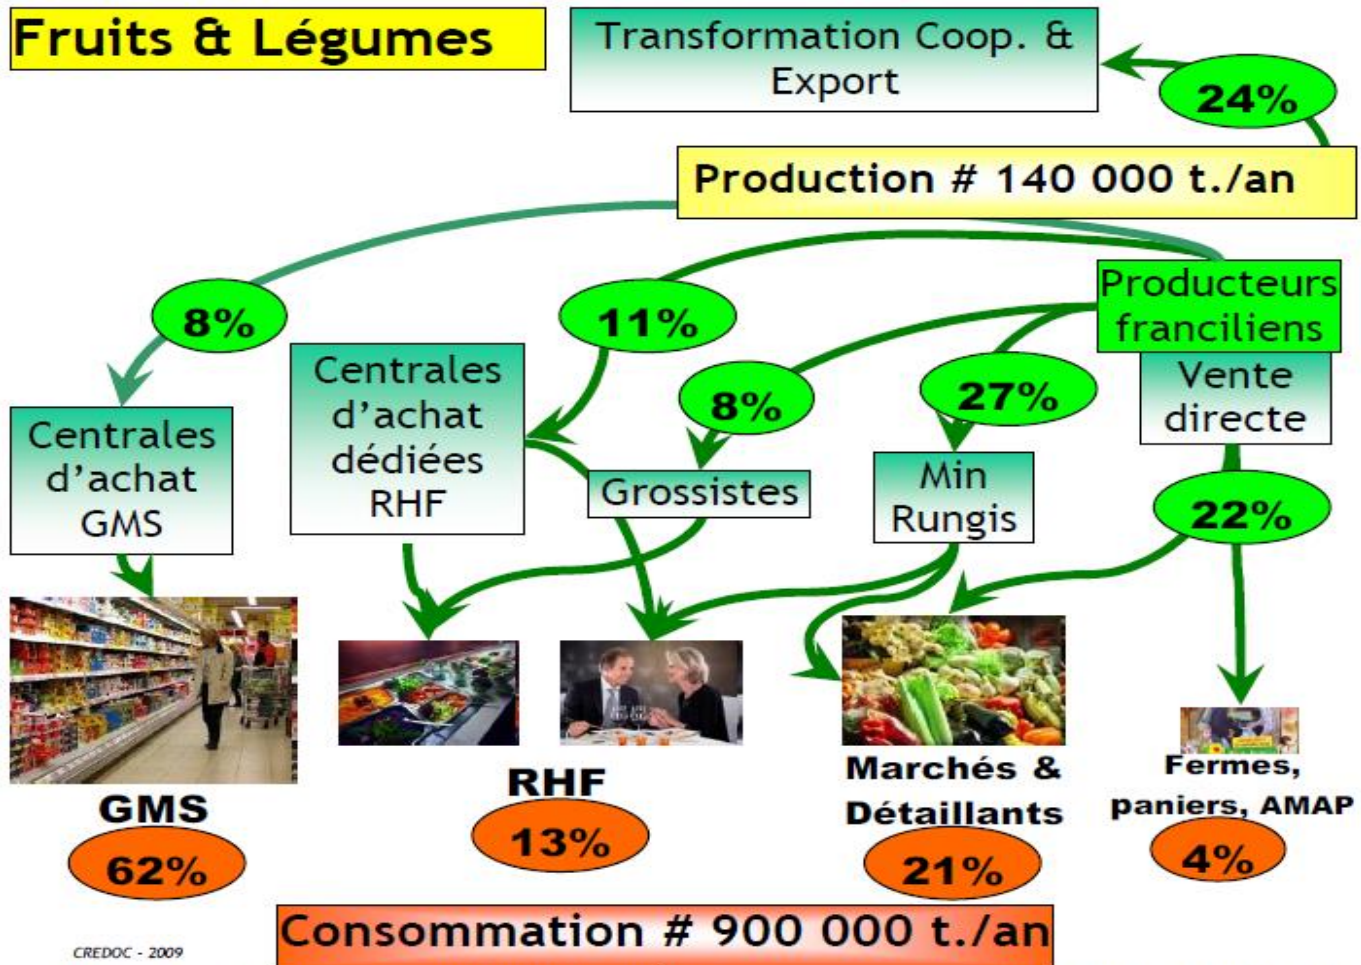 Fruits & Légumes
Transformation Coop. &
Export
24%
Production # 140 000 t./an
Producteurs
franciliens
8%
11%
8%
27%
Vente
directe
22%
Centrales
d'achat
GMS
Centrales
d'achat
dédiées
RHF
Grossistes
Min
Rungis
GMS
62%
RHF
13%
Marchés &
Détaillants
21%
Fermes,
paniers, AMAP
4%
Consommation # 900 000 t./an
CREDOC - 2009